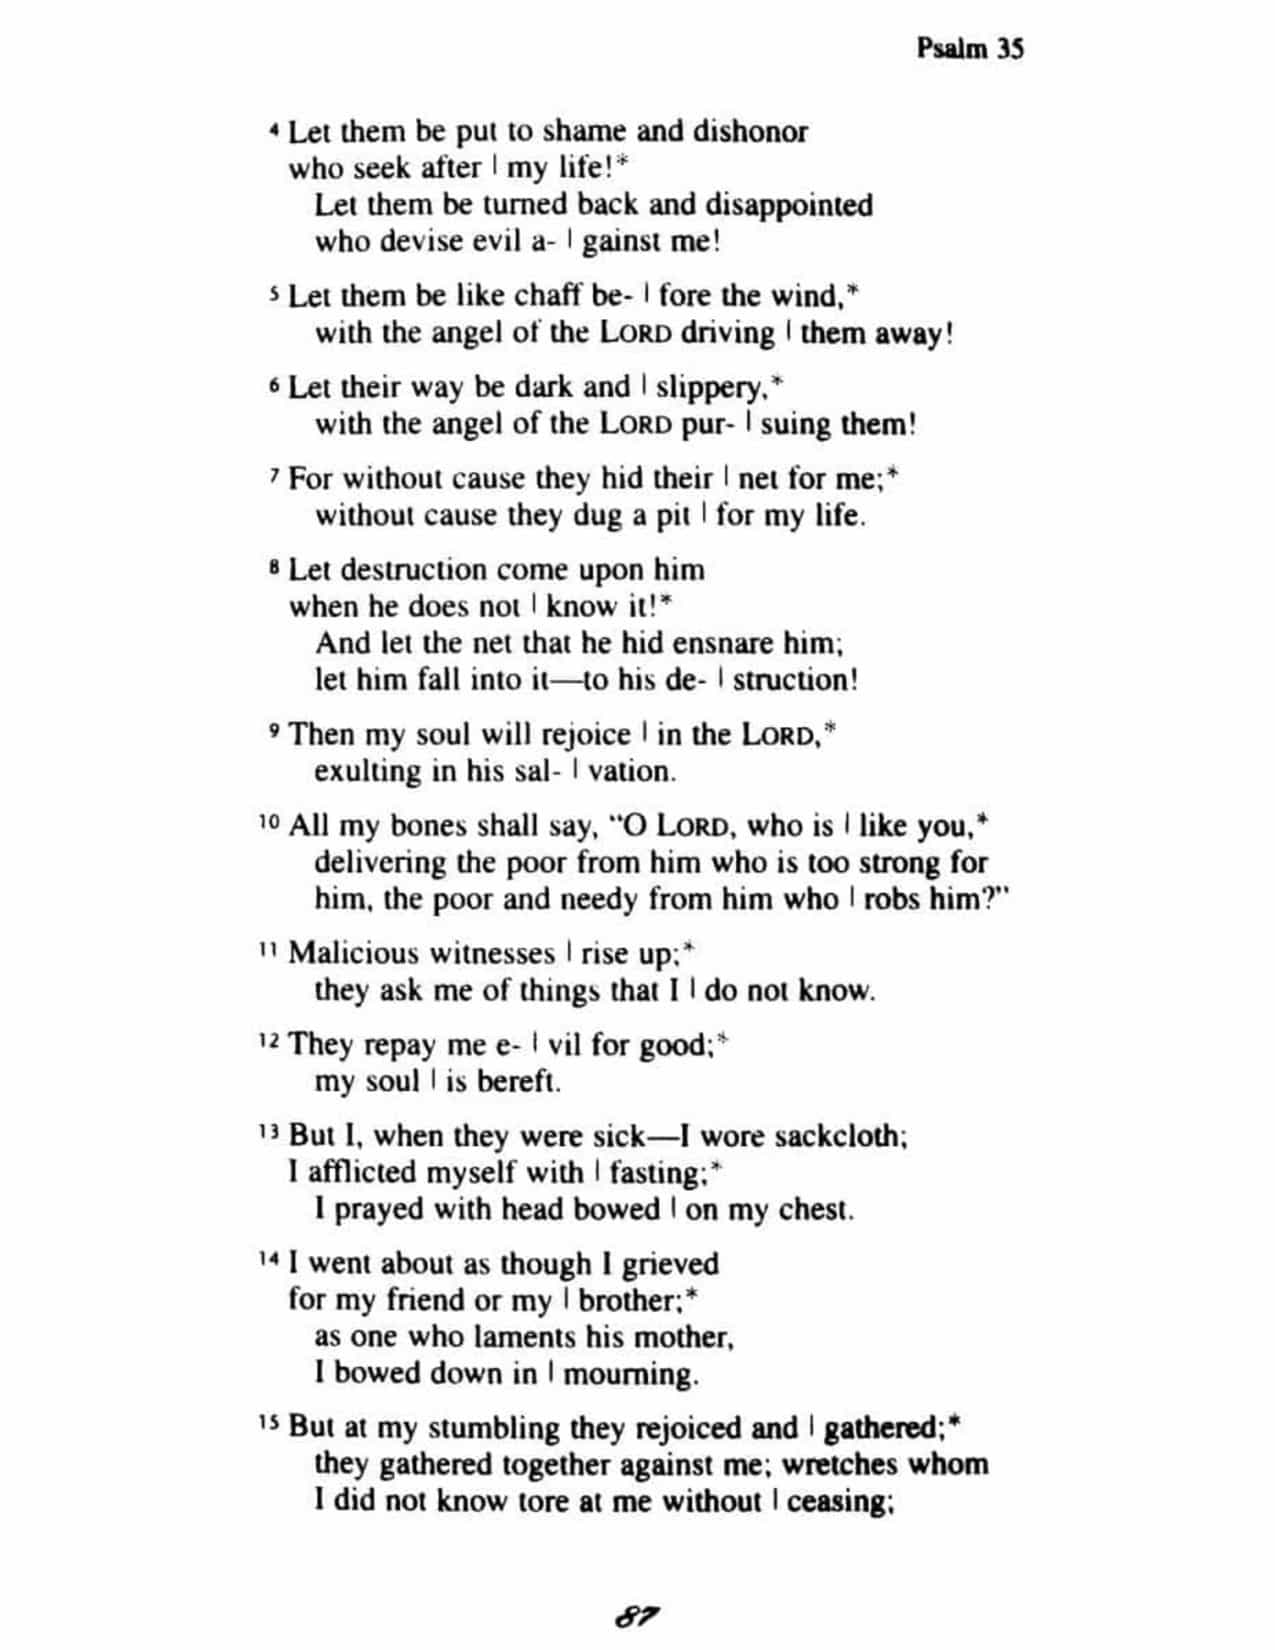 Psalm 35
4 Let them be put to shame and dishonor
who seek after | my life!*
Let them be turned back and disappointed
who devise evil a- | gainst me!
5 Let them be like chaff be- | fore the wind,*
with the angel of the LORD driving | them away!
6 Let their way be dark and | slippery,*
with the angel of the LORD pur- | suing them!
7 For without cause they hid their | net for me;*
without cause they dug a pit | for my life.
8 Let destruction come upon him
when he does not | know it!*
And let the net that he hid ensnare him;
let him fall into it—to his de- | struction!
9 Then my soul will rejoice | in the LORD,*
exulting in his sal- | vation.
10 All my bones shall say, “O LORD, who is | like you,*
delivering the poor from him who is too strong for
him, the poor and needy from him who | robs him?”
11 Malicious witnesses | rise up;*
they ask me of things that I | do not know.
12 They repay me e- | vil for good;*
my soul | is bereft.
13 But I, when they were sick—I wore sackcloth;
I afflicted myself with | fasting;*
I prayed with head bowed | on my chest.
14 I went about as though I grieved
for my friend or my | brother;*
as one who laments his mother,
I bowed down in | mourning.
15 But at my stumbling they rejoiced and | gathered;*
they gathered together against me; wretches whom
I did not know tore at me without | ceasing;
87